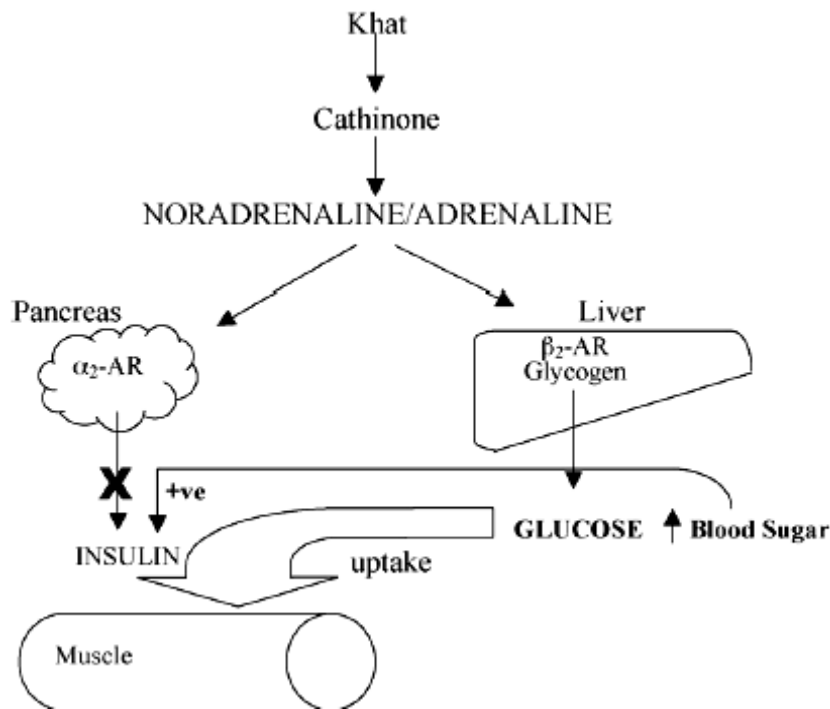 Khat
Cathinone
NORADRENALINE/ADRENALINE
Pancreas
Liver
α₂-AR
β₂-AR
Glycogen
X
+ve
INSULIN
uptake
GLUCOSE
Blood Sugar
Muscle